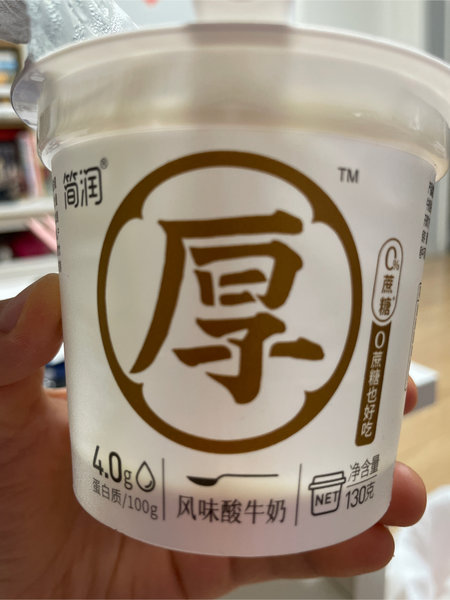 简润®
TM
厚
0%
蔗糖
0蔗糖也好吃
4.0g
蛋白质/100g
风味酸牛奶
NET
净含量
130克